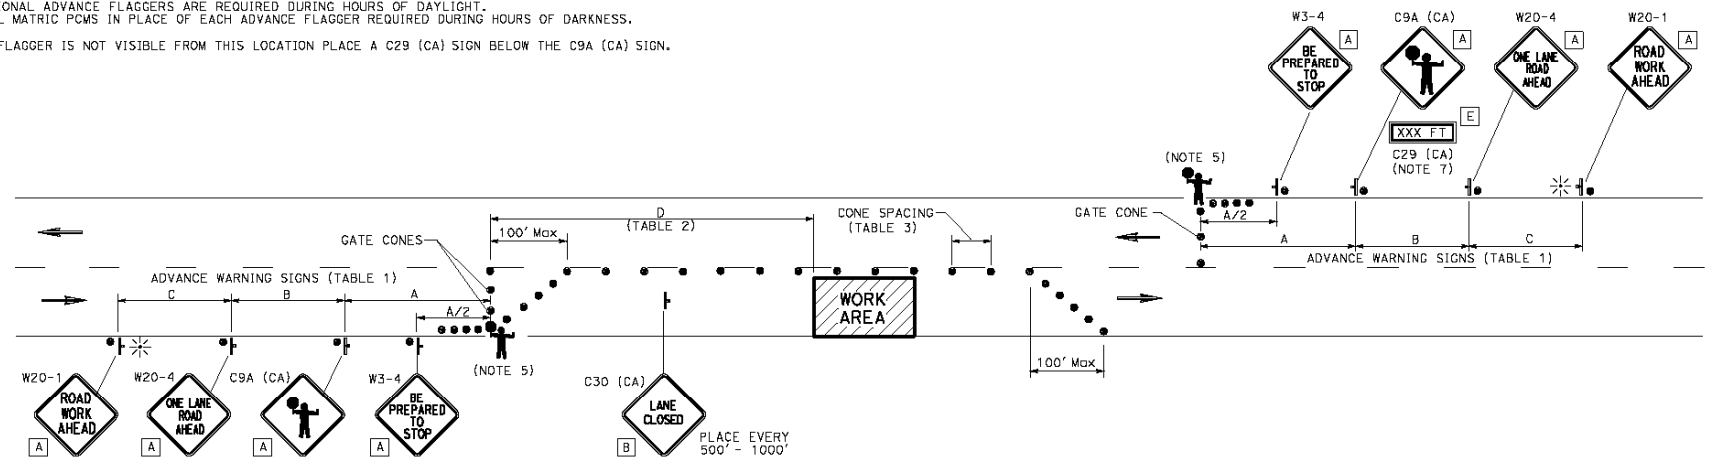 IONAL ADVANCE FLAGGERS ARE REQUIRED DURING HOURS OF DAYLIGHT.
L MATRIC PCMS IN PLACE OF EACH ADVANCE FLAGGER REQUIRED DURING HOURS OF DARKNESS.
FLAGGER IS NOT VISIBLE FROM THIS LOCATION PLACE A C29 (CA) SIGN BELOW THE C9A (CA) SIGN.
W3-4
C9A (CA)
W20-4
W20-1
BE
PREPARED
TO
STOP
A
A
ONE LANE
ROAD
AHEAD
A
ROAD
WORK
AHEAD
A
E
XXX FT
C29 (CA)
(NOTE 7)
(NOTE 5)
D
(TABLE 2)
100' Max
CONE SPACING
(TABLE 3)
GATE CONE
A/2
GATE CONES
A
B
C
ADVANCE WARNING SIGNS (TABLE 1)
ADVANCE WARNING SIGNS (TABLE 1)
C
B
A
A/2
WORK
AREA
100' Max
(NOTE 5)
W20-1
W20-4
C9A (CA)
W3-4
C30 (CA)
ROAD
WORK
AHEAD
A
ONE LANE
ROAD
AHEAD
A
A
BE
PREPARED
TO
STOP
A
LANE
CLOSED
B
PLACE EVERY
500' - 1000'